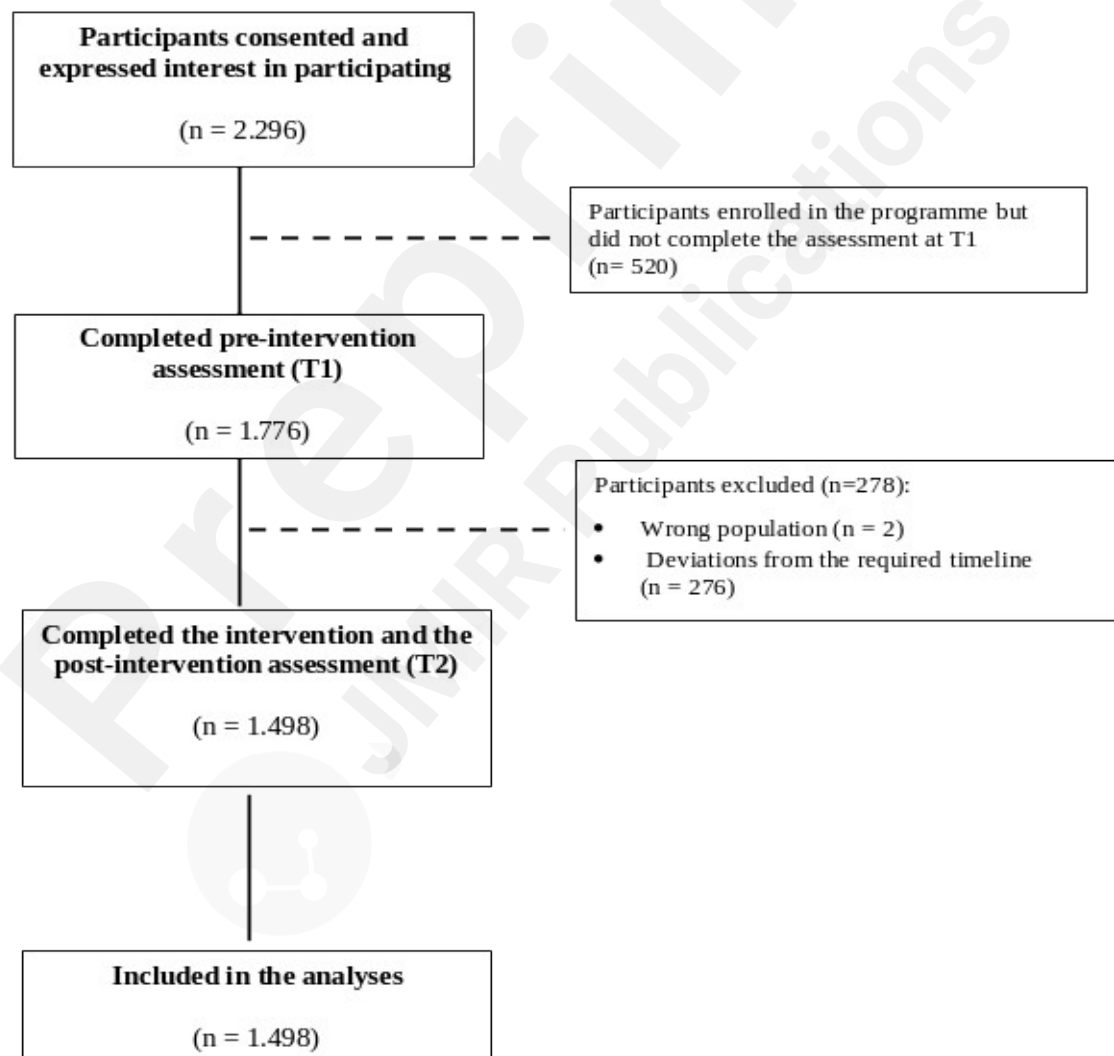 Participants consented and
expressed interest in participating
(n = 2.296)
Participants enrolled in the programme but
did not complete the assessment at T1
(n= 520)
Completed pre-intervention
assessment (T1)
(n = 1.776)
Participants excluded (n=278):
• Wrong population (n = 2)
• Deviations from the required timeline
(n = 276)
Completed the intervention and the
post-intervention assessment (T2)
(n = 1.498)
Included in the analyses
(n = 1.498)
Preprin
JMIR Publications